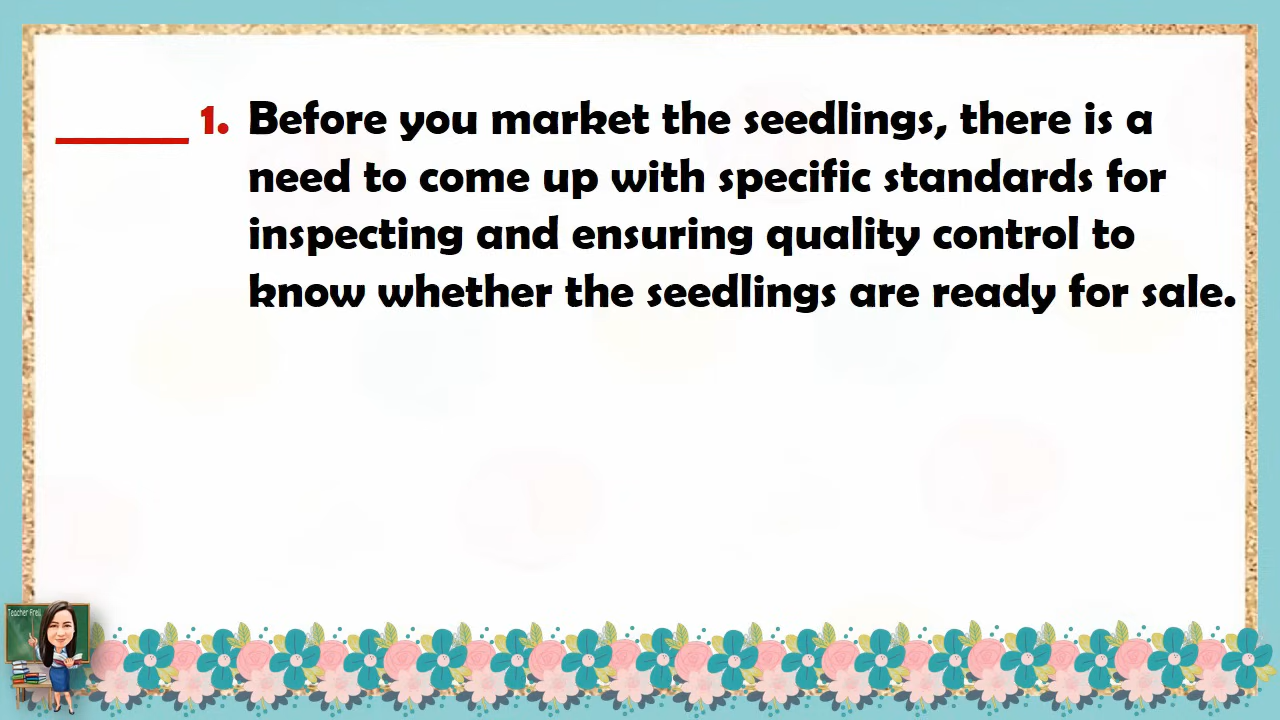 ______ 1. Before you market the seedlings, there is a
need to come up with specific standards for
inspecting and ensuring quality control to
know whether the seedlings are ready for sale.